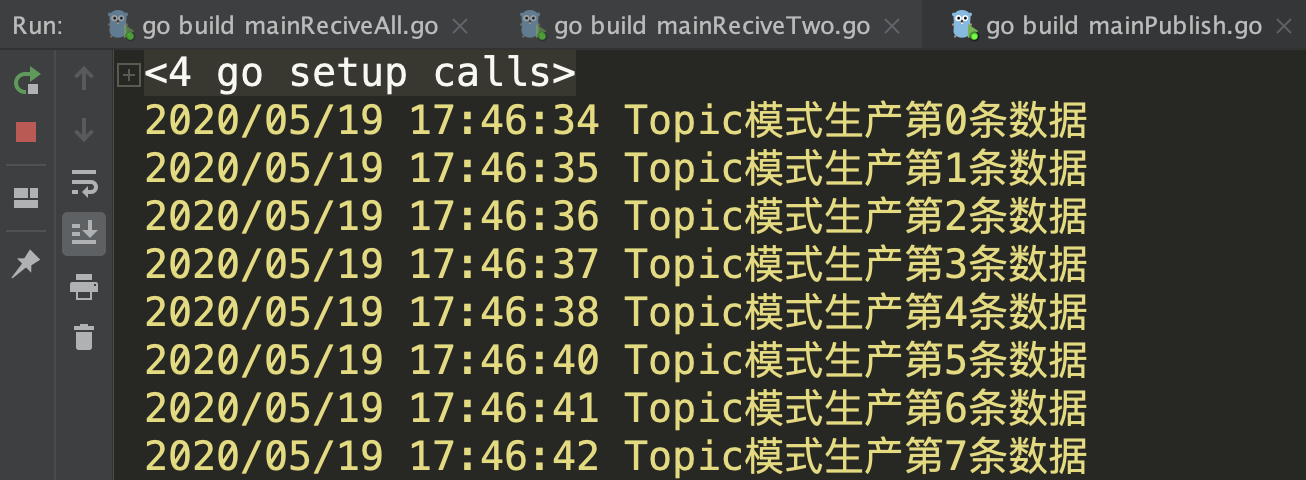 Run: go build mainReciveAll.go go build mainReciveTwo.go go build mainPublish.go
<4 go setup calls>
2020/05/19 17:46:34 Topic模式生产第0条数据
2020/05/19 17:46:35 Topic模式生产第1条数据
2020/05/19 17:46:36 Topic模式生产第2条数据
2020/05/19 17:46:37 Topic模式生产第3条数据
2020/05/19 17:46:38 Topic模式生产第4条数据
2020/05/19 17:46:40 Topic模式生产第5条数据
2020/05/19 17:46:41 Topic模式生产第6条数据
2020/05/19 17:46:42 Topic模式生产第7条数据